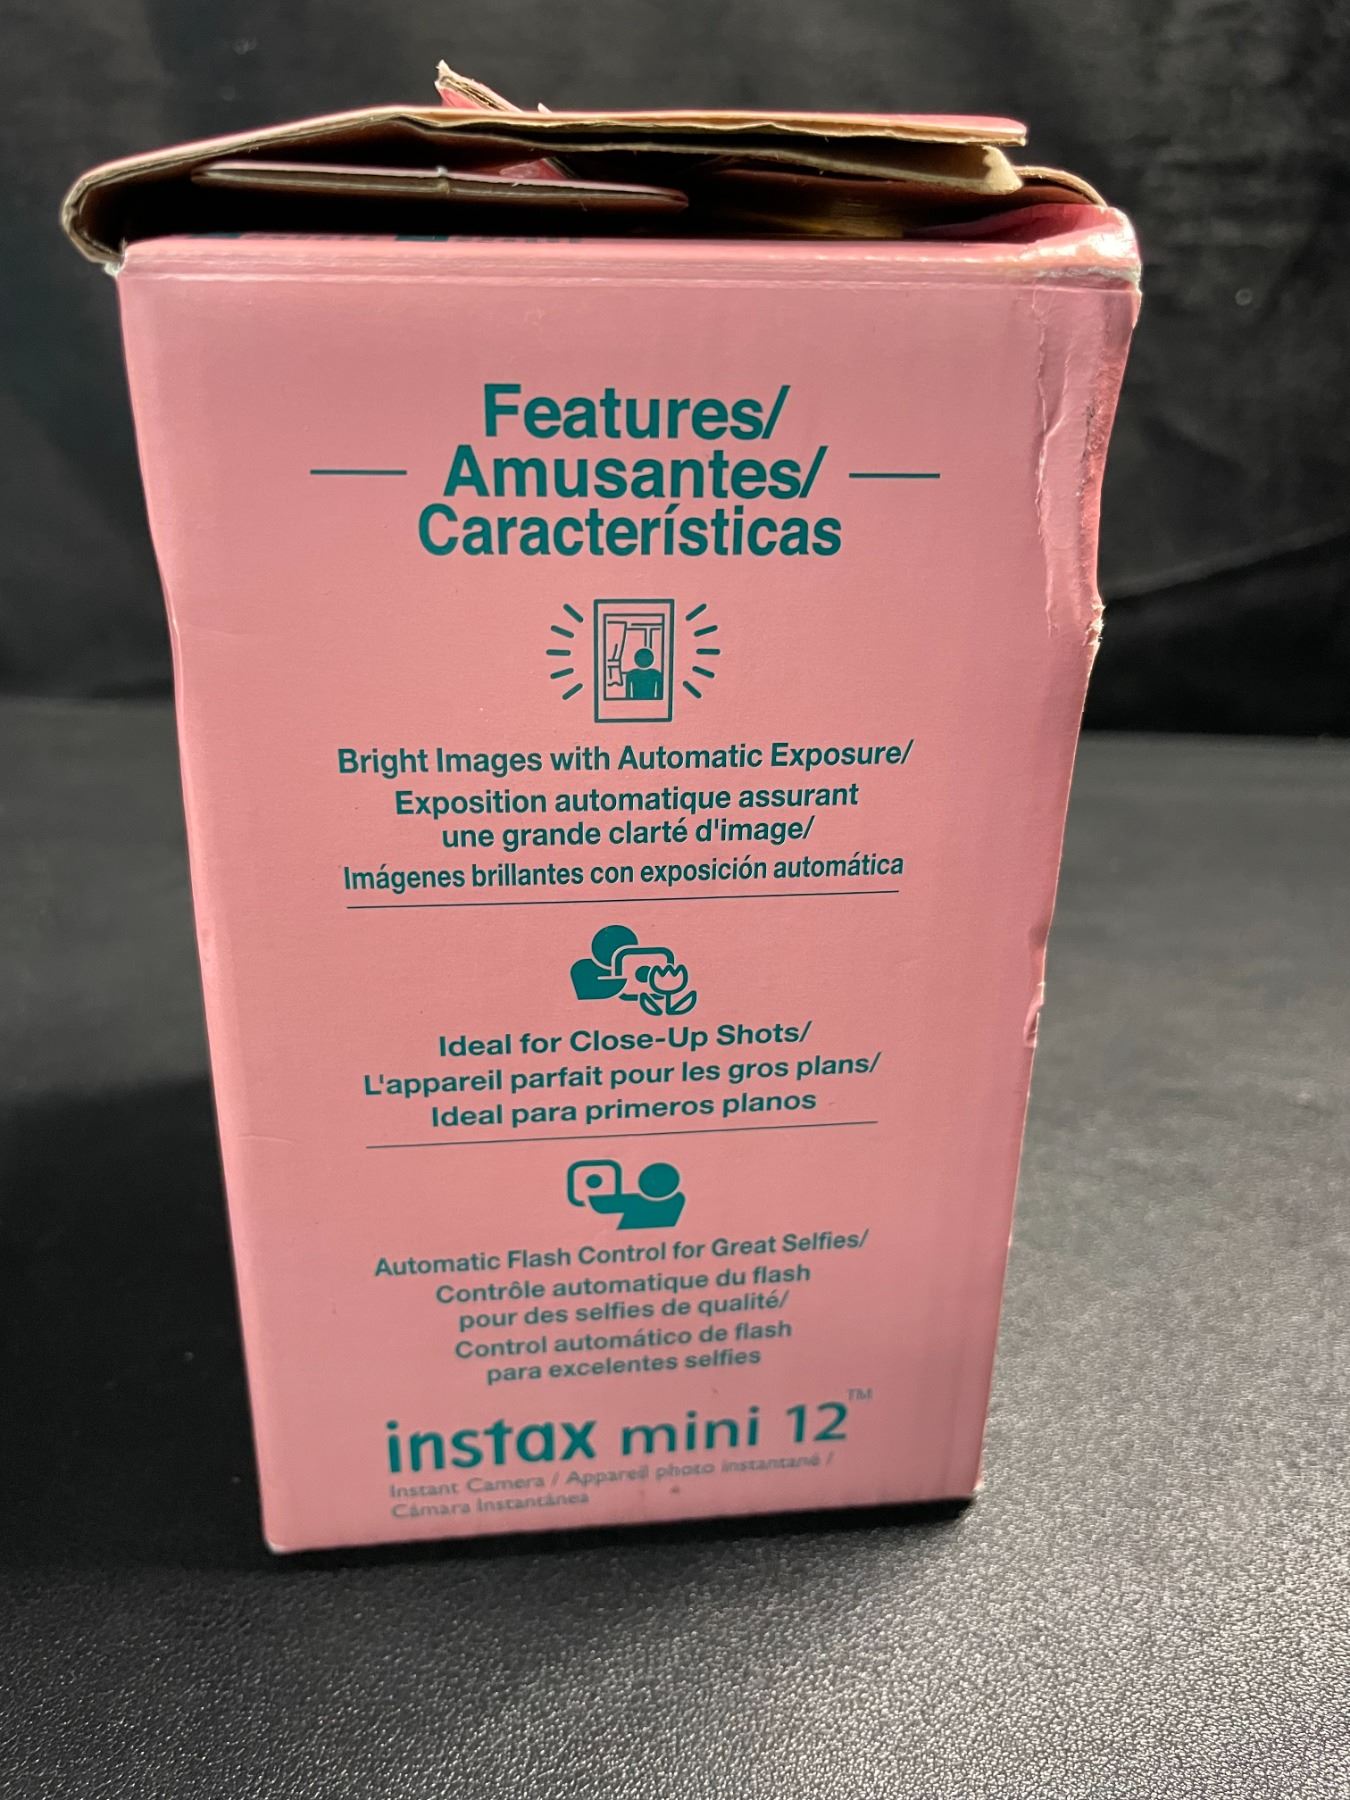 Features/
Amusantes/
Características
Bright Images with Automatic Exposure/
Exposition automatique assurant
une grande clarté d'image/
Imágenes brillantes con exposición automática
Ideal for Close-Up Shots/
L'appareil parfait pour les gros plans/
Ideal para primeros planos
Automatic Flash Control for Great Selfies/
Contrôle automatique du flash
pour des selfies de qualité/
Control automático de flash
para excelentes selfies
instax mini 12™
Instant Camera / Appareil photo instantané /
Cámara Instantánea